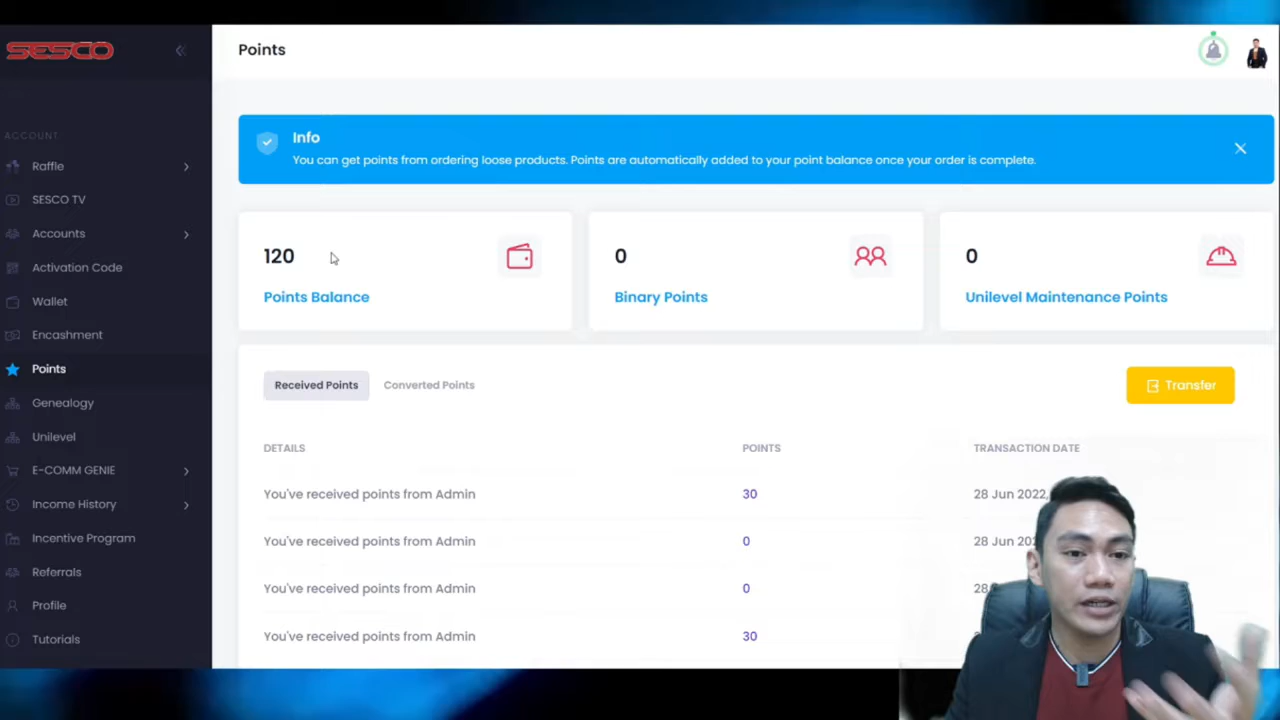 SESCO
Points
ACCOUNT
Raffle
SESCO TV
Accounts
Activation Code
Wallet
Encashment
Points
Genealogy
Unilevel
E-COMM GENIE
Income History
Incentive Program
Referrals
Profile
Tutorials
Info
You can get points from ordering loose products. Points are automatically added to your point balance once your order is complete.
120
Points Balance
0
Binary Points
0
Unilevel Maintenance Points
Received Points
Converted Points
Transfer
DETAILS POINTS TRANSACTION DATE
You've received points from Admin 30 28 Jun 2022,
You've received points from Admin 0 28 Jun
You've received points from Admin 0 28
You've received points from Admin 30